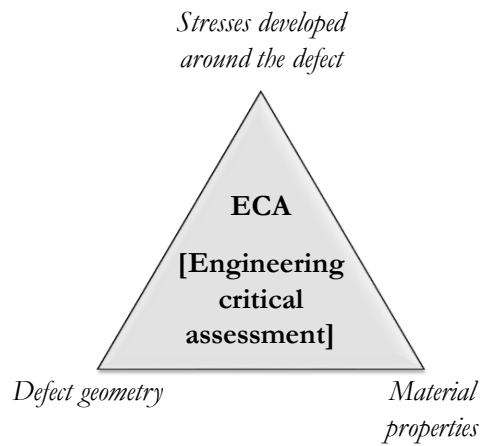 Stresses developed
around the defect
ECA
[Engineering
critical
assessment]
Defect geometry
Material
properties